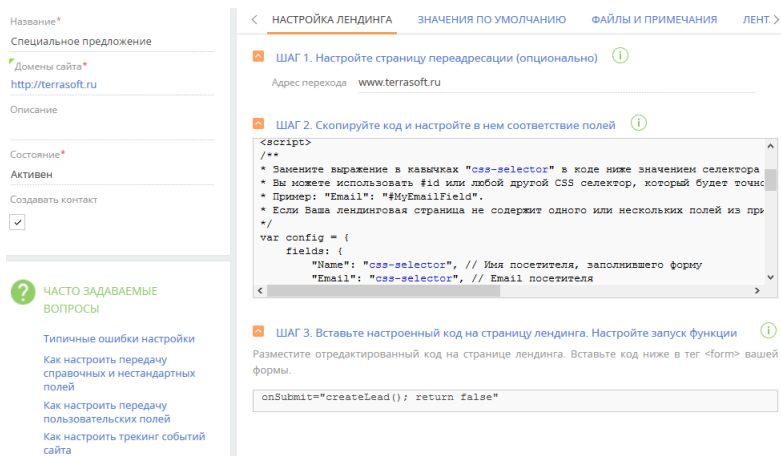 Название*
Специальное предложение
Домены сайта*
http://terrasoft.ru
Описание
Состояние*
Активен
Создавать контакт
ЧАСТО ЗАДАВАЕМЫЕ
ВОПРОСЫ
Типичные ошибки настройки
Как настроить передачу
справочных и нестандартных
полей
Как настроить передачу
пользовательских полей
Как настроить трекинг событий
сайта
НАСТРОЙКА ЛЕНДИНГА ЗНАЧЕНИЯ ПО УМОЛЧАНИЮ ФАЙЛЫ И ПРИМЕЧАНИЯ ЛЕНТ
ШАГ 1. Настройте страницу переадресации (опционально)
Адрес перехода www.terrasoft.ru
ШАГ 2. Скопируйте код и настройте в нем соответствие полей
<script>
/**
* Замените выражение в кавычках "css-selector" в коде ниже значением селектора
* Вы можете использовать #id или любой другой CSS селектор, который будет точно
* Пример: "Email": "#MyEmailField".
* Если Ваша лендинговая страница не содержит одного или нескольких полей из при
*/
var config = {
fields: {
"Name": "css-selector", // Имя посетителя, заполнившего форму
"Email": "css-selector", // Email посетителя
ШАГ 3. Вставьте настроенный код на страницу лендинга. Настройте запуск функции
Разместите отредактированный код на странице лендинга. Вставьте код ниже в тег <form> вашей
формы.
onSubmit="createLead(); return false"